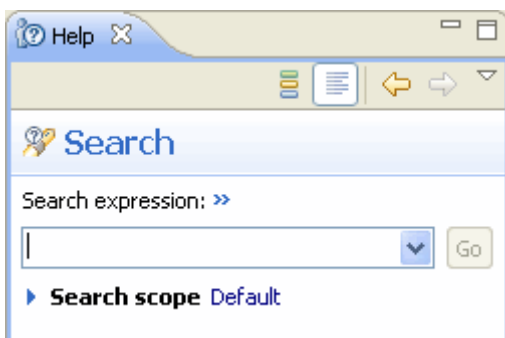 Help
Search
Search expression: »
Go
Search scope Default